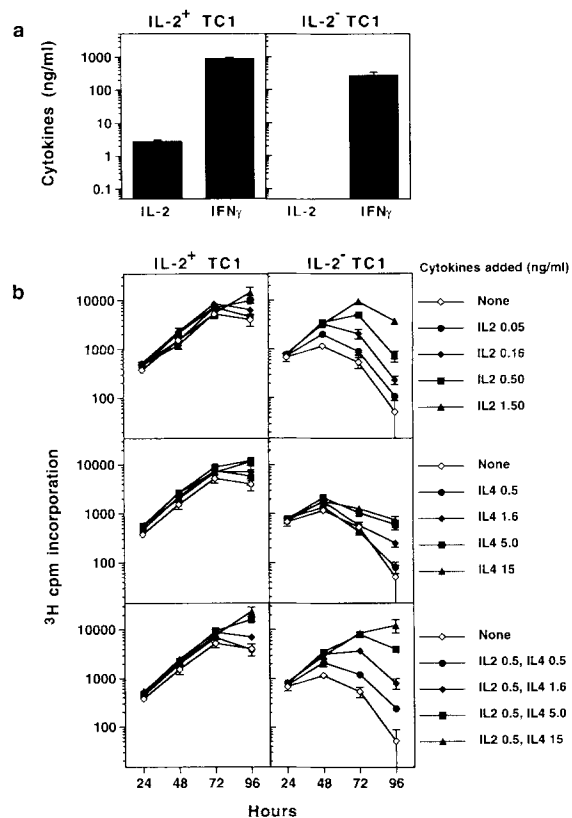 a
IL-2+ TC1
IL-2- TC1
Cytokines (ng/ml)
1000
100
10
1
0.1
IL-2
IFNγ
IL-2
IFNγ
b
IL-2+ TC1
IL-2- TC1
Cytokines added (ng/ml)
³H cpm incorporation
10000
1000
100
None
IL2 0.05
IL2 0.16
IL2 0.50
IL2 1.50
10000
1000
100
None
IL4 0.5
IL4 1.6
IL4 5.0
IL4 15
10000
1000
100
None
IL2 0.5, IL4 0.5
IL2 0.5, IL4 1.6
IL2 0.5, IL4 5.0
IL2 0.5, IL4 15
24 48 72 96
24 48 72 96
Hours